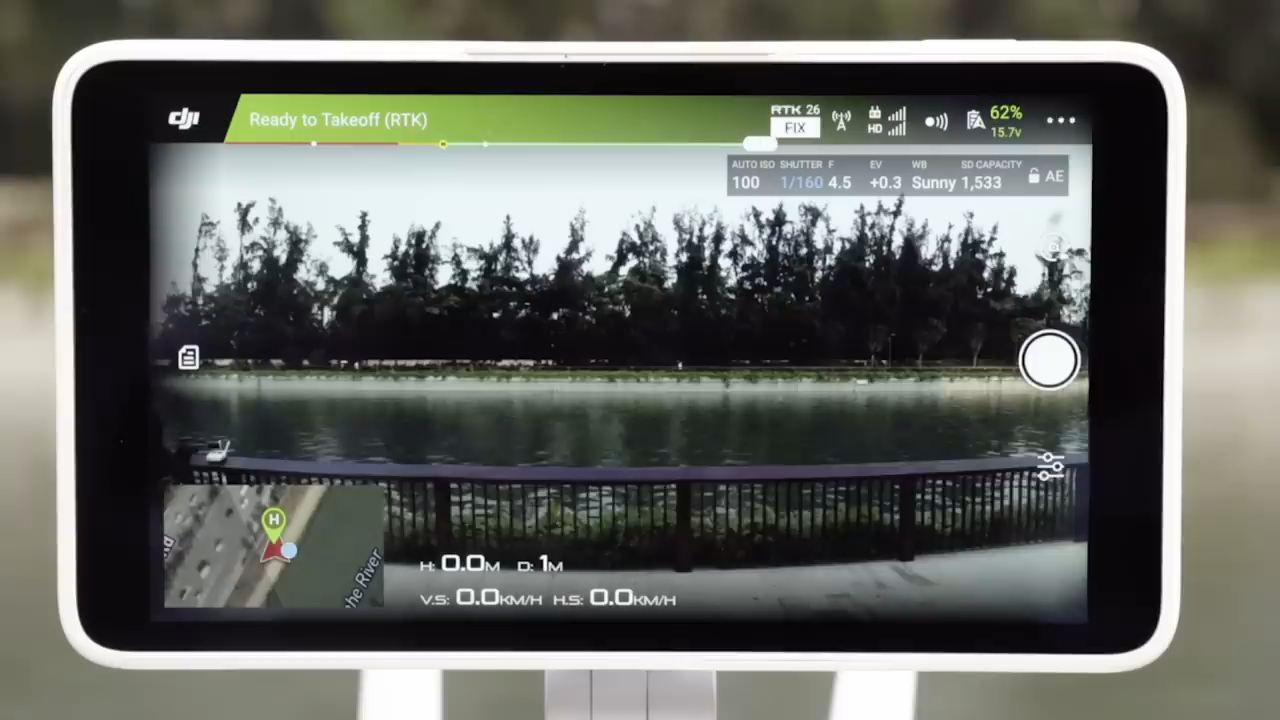 dji
Ready to Takeoff (RTK)
RTK 26
FIX
HD
62%
15.7v
AUTO ISO SHUTTER F EV WB SD CAPACITY
100 1/160 4.5 +0.3 Sunny 1,533
AE
H
he River
H: 0.0M D: 1M
V.S: 0.0KM/H H.S: 0.0KM/H